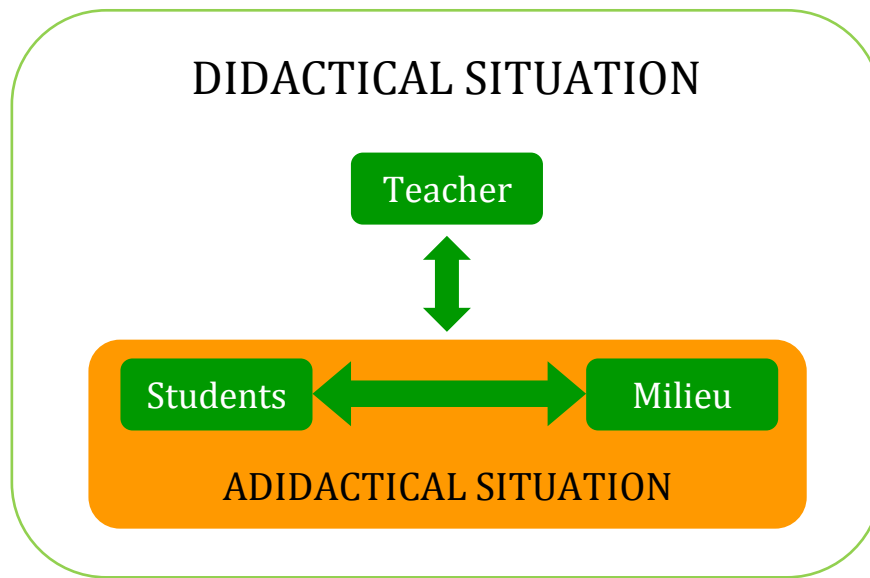 DIDACTICAL SITUATION
Teacher
Students
Milieu
ADIDACTICAL SITUATION